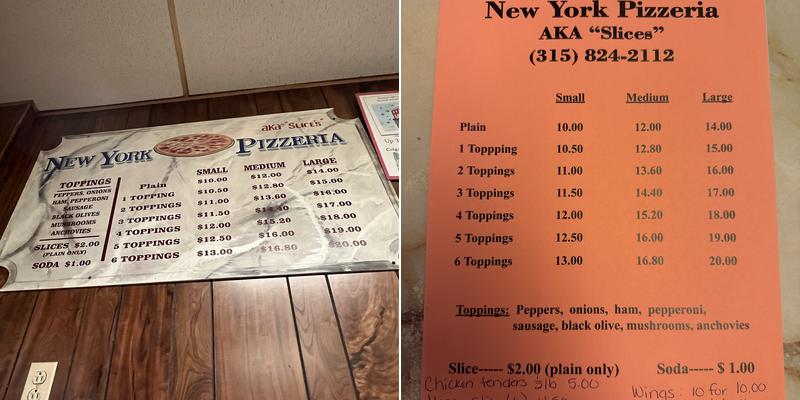 aka "SLICES"
NEW YORK PIZZERIA
SMALL MEDIUM LARGE
TOPPINGS
PEPPERS, ONIONS
HAM, PEPPERONI
SAUSAGE
BLACK OLIVES
MUSHROOMS
ANCHOVIES
SLICES $2.00
(PLAIN ONLY)
SODA $1.00
Plain $10.00 $12.00 $14.00
1 TOPPING $10.50 $12.80 $15.00
2 TOPPINGS $11.00 $13.60 $16.00
3 TOPPINGS $11.50 $14.40 $17.00
4 TOPPINGS $12.00 $15.20 $18.00
5 TOPPINGS $12.50 $16.00 $19.00
6 TOPPINGS $13.00 $16.80 $20.00
Up
New York Pizzeria
AKA “Slices”
(315) 824-2112
Small Medium Large
Plain 10.00 12.00 14.00
1 Toppping 10.50 12.80 15.00
2 Toppings 11.00 13.60 16.00
3 Toppings 11.50 14.40 17.00
4 Toppings 12.00 15.20 18.00
5 Toppings 12.50 16.00 19.00
6 Toppings 13.00 16.80 20.00
Toppings: Peppers, onions, ham, pepperoni,
sausage, black olive, mushrooms, anchovies
Slice----- $2.00 (plain only) Soda----- $ 1.00
Chicken tenders 3lb 5.00 Wings: 10 for 10.00